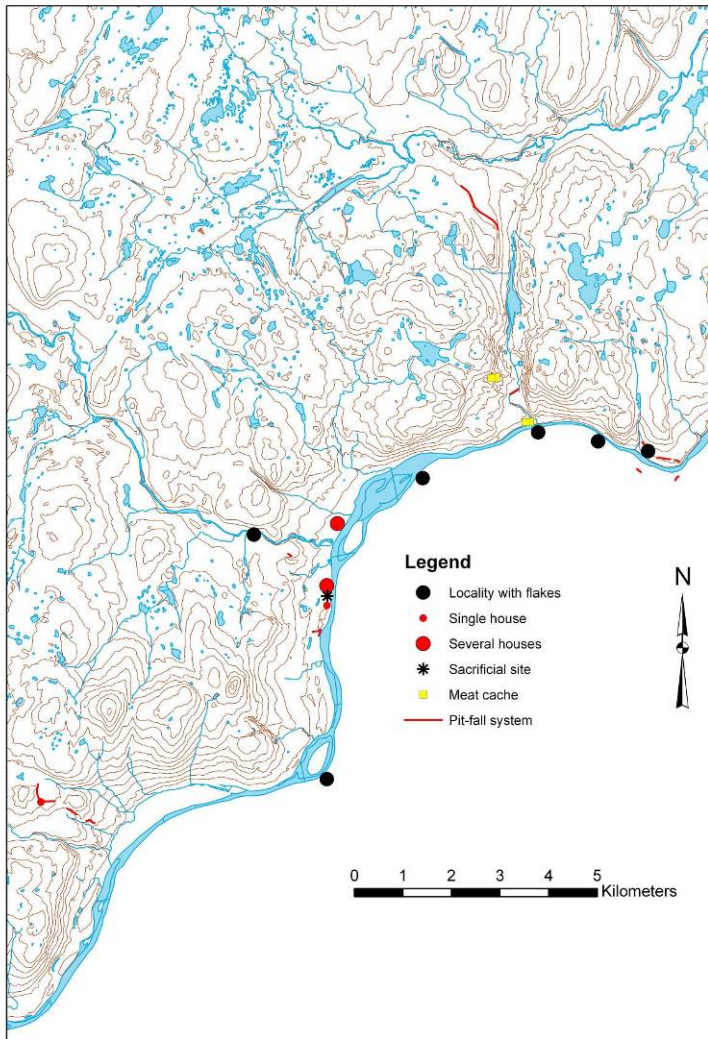 Legend
N
Locality with flakes
Single house
Several houses
Sacrificial site
Meat cache
Pit-fall system
0 1 2 3 4 5
Kilometers